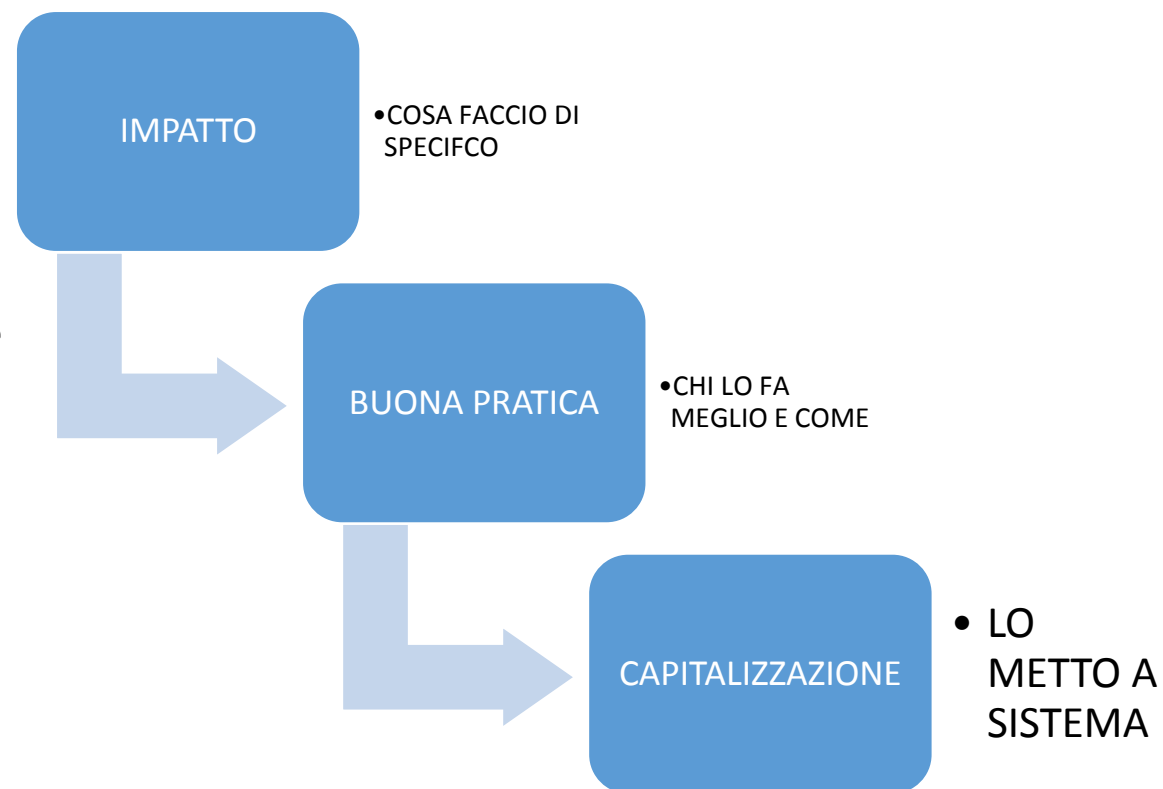 IMPATTO
•COSA FACCIO DI
SPECIFCO
BUONA PRATICA
•CHI LO FA
MEGLIO E COME
CAPITALIZZAZIONE
• LO
METTO A
SISTEMA